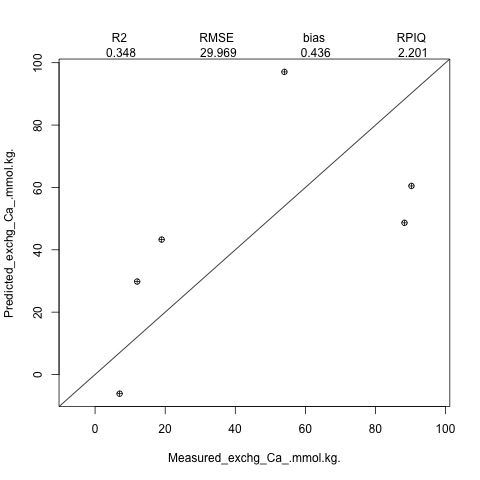 R2 RMSE bias RPIQ
0.348 29.969 0.436 2.201
Predicted_exchg_Ca_.mmol.kg.
100
80
60
40
20
0
0 20 40 60 80 100
Measured_exchg_Ca_.mmol.kg.